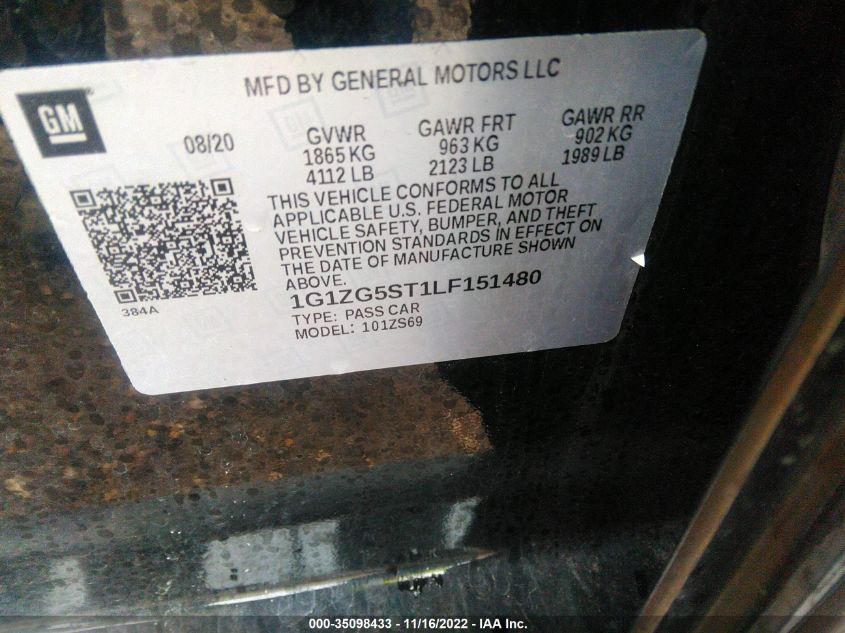 MFD BY GENERAL MOTORS LLC
GM
08/20
GVWR GAWR FRT GAWR RR
1865 KG 963 KG 902 KG
4112 LB 2123 LB 1989 LB
THIS VEHICLE CONFORMS TO ALL
APPLICABLE U.S. FEDERAL MOTOR
VEHICLE SAFETY, BUMPER, AND THEFT
PREVENTION STANDARDS IN EFFECT ON
THE DATE OF MANUFACTURE SHOWN
ABOVE.
384A
1G1ZG5ST1LF151480
TYPE: PASS CAR
MODEL: 101ZS69
000-35098433 - 11/16/2022 - IAA Inc.